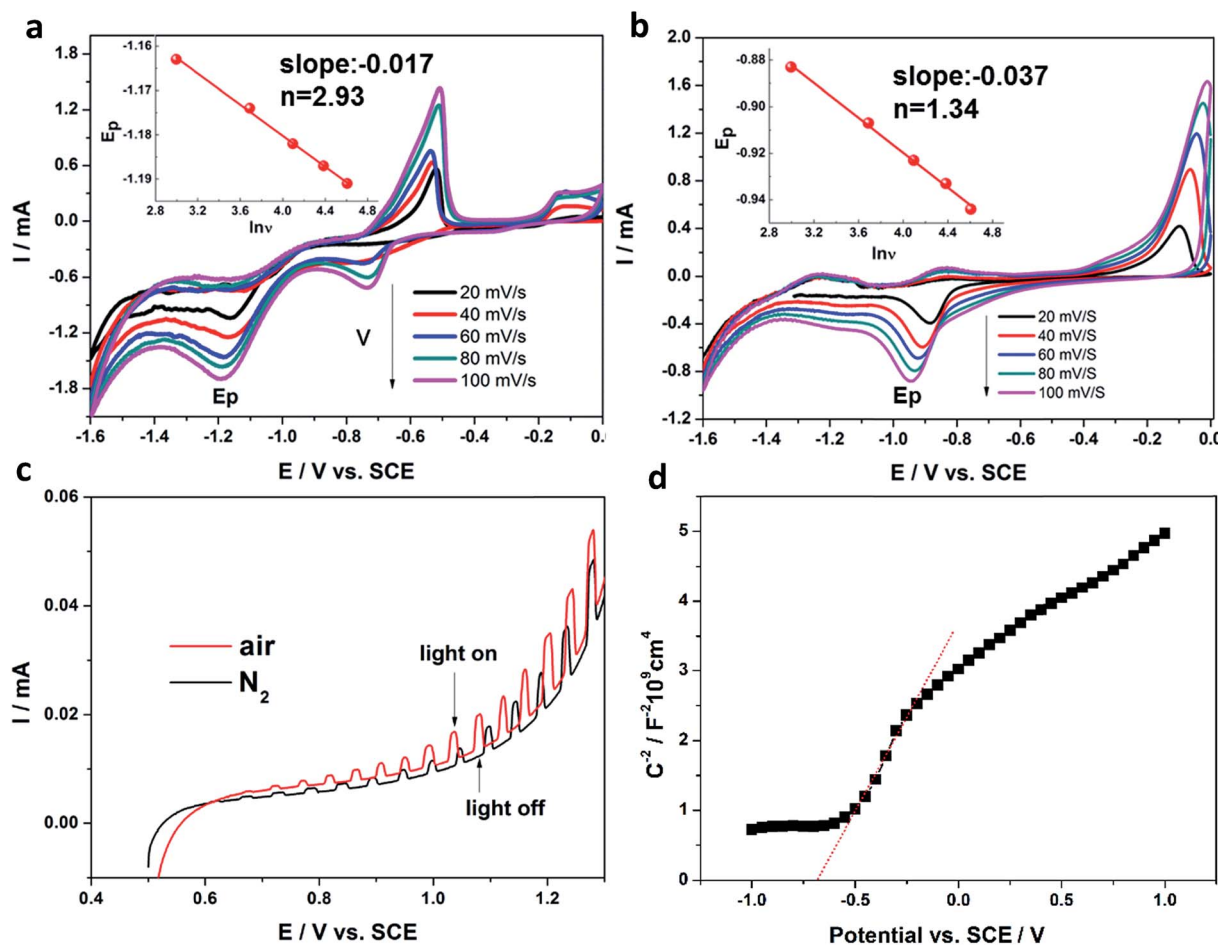 a
I / mA
1.8
1.2
0.6
0.0
-0.6
-1.2
-1.8
-1.6 -1.4 -1.2 -1.0 -0.8 -0.6 -0.4 -0.2 0.0
E / V vs. SCE
Ep
-1.16
-1.17
-1.18
-1.19
2.8 3.2 3.6 4.0 4.4 4.8
lnν
slope:-0.017
n=2.93
20 mV/s
40 mV/s
60 mV/s
80 mV/s
100 mV/s
V
Ep
b
I / mA
2.0
1.6
1.2
0.8
0.4
0.0
-0.4
-0.8
-1.2
-1.6 -1.4 -1.2 -1.0 -0.8 -0.6 -0.4 -0.2 0.0
E / V vs. SCE
Ep
-0.88
-0.90
-0.92
-0.94
2.8 3.2 3.6 4.0 4.4 4.8
lnν
slope:-0.037
n=1.34
20 mV/S
40 mV/S
60 mV/S
80 mV/S
100 mV/S
Ep
c
I / mA
0.06
0.04
0.02
0.00
0.4 0.6 0.8 1.0 1.2
E / V vs. SCE
air
N2
light on
light off
d
C-2 / F-2109cm4
5
4
3
2
1
0
-1.0 -0.5 0.0 0.5 1.0
Potential vs. SCE / V